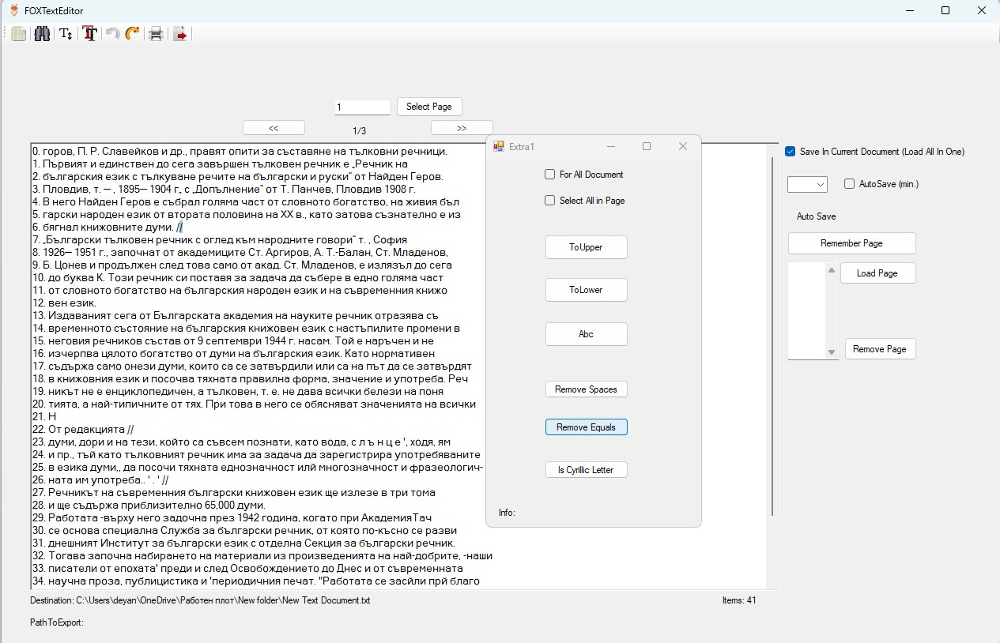 FOXTextEditor
1
Select Page
<<
1/3
>>
0. горов, П. Р. Славейков и др., правят опити за съставяне на тълковни речници.
1. Първият и единствен до сега завършен тълковен речник е „Речник на
2. българския език с тълкуване речите на български и руски" от Найден Геров.
3. Пловдив, т. — , 1895— 1904 г„ с „Допълнение" от Т. Панчев, Пловдив 1908 г.
4. В него Найден Геров е събрал голяма част от словното богатство, на живия бъл
5. гарски народен език от втората половина на XX в., като затова съзнателно е из
6. бягнал книжовните думи. //
7. „Български тълковен речник с оглед към народните говори" т. , София
8. 1926— 1951 г., започнат от академиците Ст. Аргиров, А. Т.-Балан, Ст. Младенов,
9. Б. Цонев и продължен след това само от акад. Ст. Младенов, е излязъл до сега
10. до буква К. Този речник си поставя за задача да събере в едно голяма част
11. от словното богатство на българския народен език и на съвременния книжо
12. вен език.
13. Издаваният сега от Българската академия на науките речник отразява съ
14. временното състояние на българския книжовен език с настъпилите промени в
15. неговия речников състав от 9 септември 1944 г. насам. Той е наръчен и не
16. изчерпва цялото богатство от думи на българския език. Като нормативен
17. съдържа само онези думи, които са се затвърдили или са на път да се затвърдят
18. в книжовния език и посочва тяхната правилна форма, значение и употреба. Реч
19. никът не е енциклопедичен, а тълковен, т. е. не дава всички белези на поня
20. тията, а най-типичните от тях. При това в него се обясняват значенията на всички
21. Н
22. От редакцията //
23. думи, дори и на тези, който са съвсем познати, като вода, с л ъ н ц е ', ходя, ям
24. и пр., тъй като тълковният речник има за задача да зарегистрира употребяваните
25. в езика думи,, да посочи тяхната еднозначност илй многозначност и фразеологич-
26. ната им употреба.. ' . ' //
27. Речникът на съвременния български книжовен език ще излезе в три тома
28. и ще съдържа приблизително 65,000 думи.
29. Работата -върху него задочна през 1942 година, когато при АкадемияТач
30. се основа специална Служба за български речник, от която по-късно се разви
31. днешният Институт за български език с отделна Секция за български речник.
32. Тогава започна набирането на материали из произведенията на най-добрите, -наши
33. писатели от епохата' преди и след Освобождението до Днес и от съвременната
34. научна проза, публицистика и 'периодичния печат. "Работата се засйли прй благо
Extra1
For All Document
Select All in Page
ToUpper
ToLower
Abc
Remove Spaces
Remove Equals
Is Cyrillic Letter
Info:
Save In Current Document (Load All In One)
AutoSave (min.)
Auto Save
Remember Page
Load Page
Remove Page
Destination: C:\Users\deyan\OneDrive\Работен плот\New folder\New Text Document.txt
Items: 41
PathToExport: